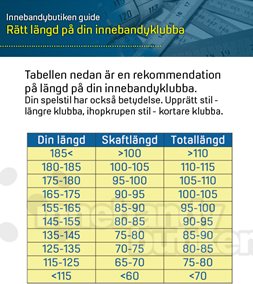 Innebandybutiken guide
Rätt längd på din innebandyklubba
Tabellen nedan är en rekommendation
på längd på din innebandyklubba.
Din spelstil har också betydelse. Upprätt stil -
längre klubba, ihopkrupen stil - kortare klubba.
Din längd Skaftlängd Totallängd
185< >100 >110
180-185 100-105 110-115
175-180 95-100 105-110
165-175 90-95 100-105
155-165 85-90 95-100
145-155 80-85 90-95
135-145 75-80 85-90
125-135 70-75 80-85
115-125 65-70 75-80
<115 <60 <70